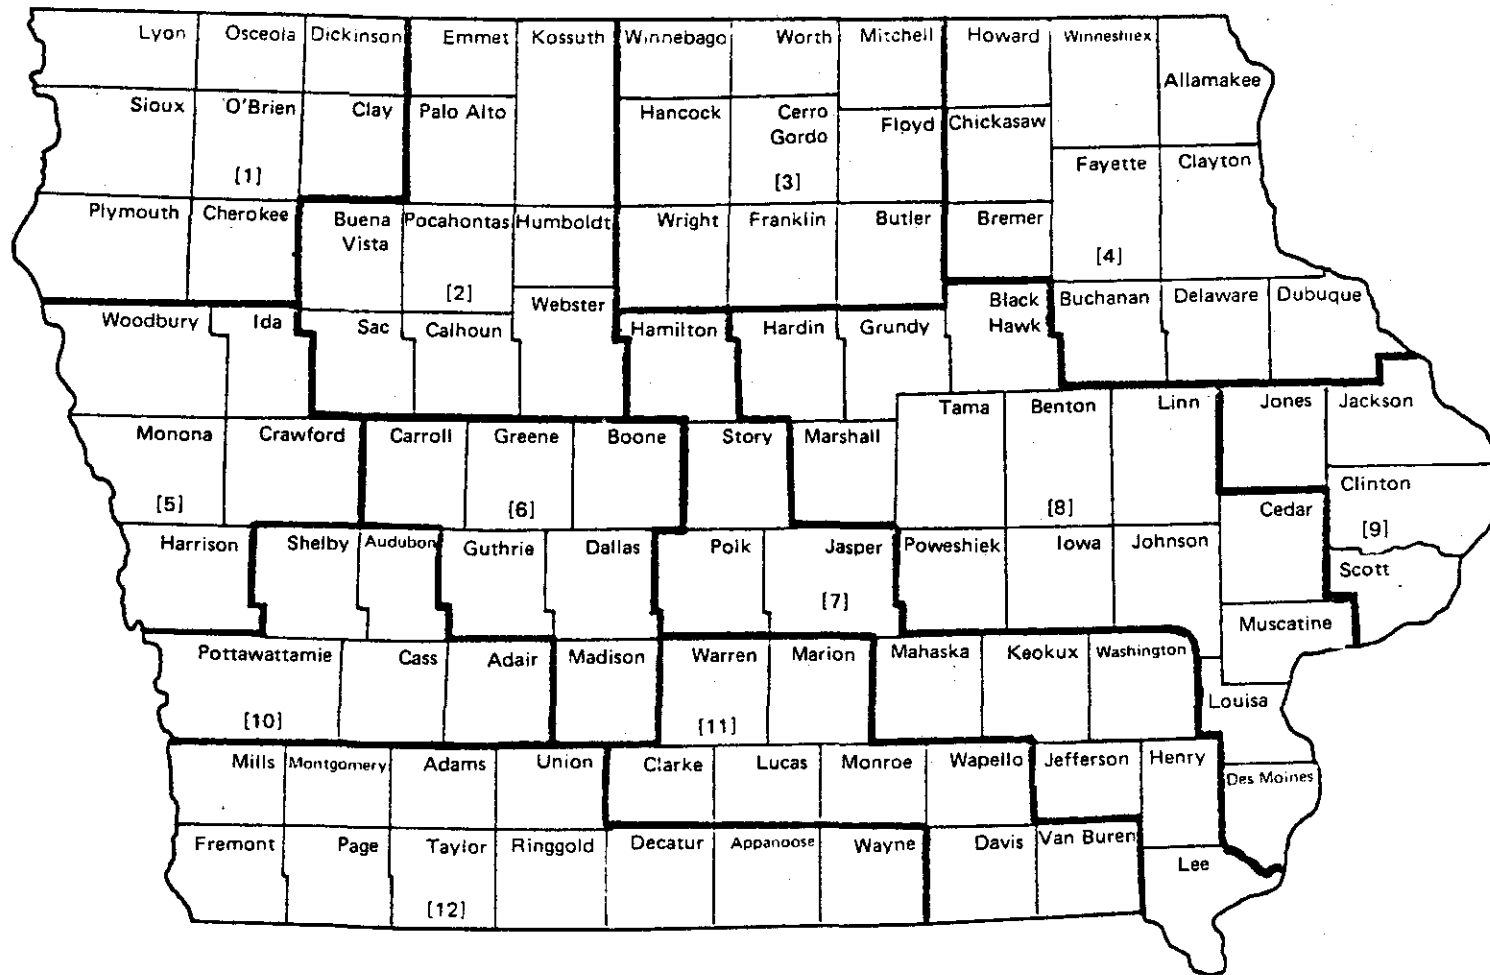 Lyon Osceola Dickinson Emmet Kossuth Winnebago Worth Mitchell Howard Winneshiek
Allamakee
Sioux O'Brien Clay Palo Alto Hancock Cerro
Gordo Floyd Chickasaw
Fayette Clayton
[1] [3]
Plymouth Cherokee Buena
Vista Pocahontas Humboldt Wright Franklin Butler Bremer
[4]
[2]
Webster Black
Hawk Buchanan Delaware Dubuque
Woodbury Ida Sac Calhoun Hamilton Hardin Grundy
Tama Benton Linn Jones Jackson
Monona Crawford Carroll Greene Boone Story Marshall
Clinton
[5] [6] [8] Cedar [9]
Harrison Shelby Audubon Guthrie Dallas Polk Jasper Poweshiek Iowa Johnson
Scott
[7]
Muscatine
Pottawattamie Cass Adair Madison Warren Marion Mahaska Keokux Washington
Louisa
[10] [11]
Mills Montgomery Adams Union Clarke Lucas Monroe Wapello Jefferson Henry
Des Moines
Fremont Page Taylor Ringgold Decatur Appanoose Wayne Davis Van Buren
Lee
[12]